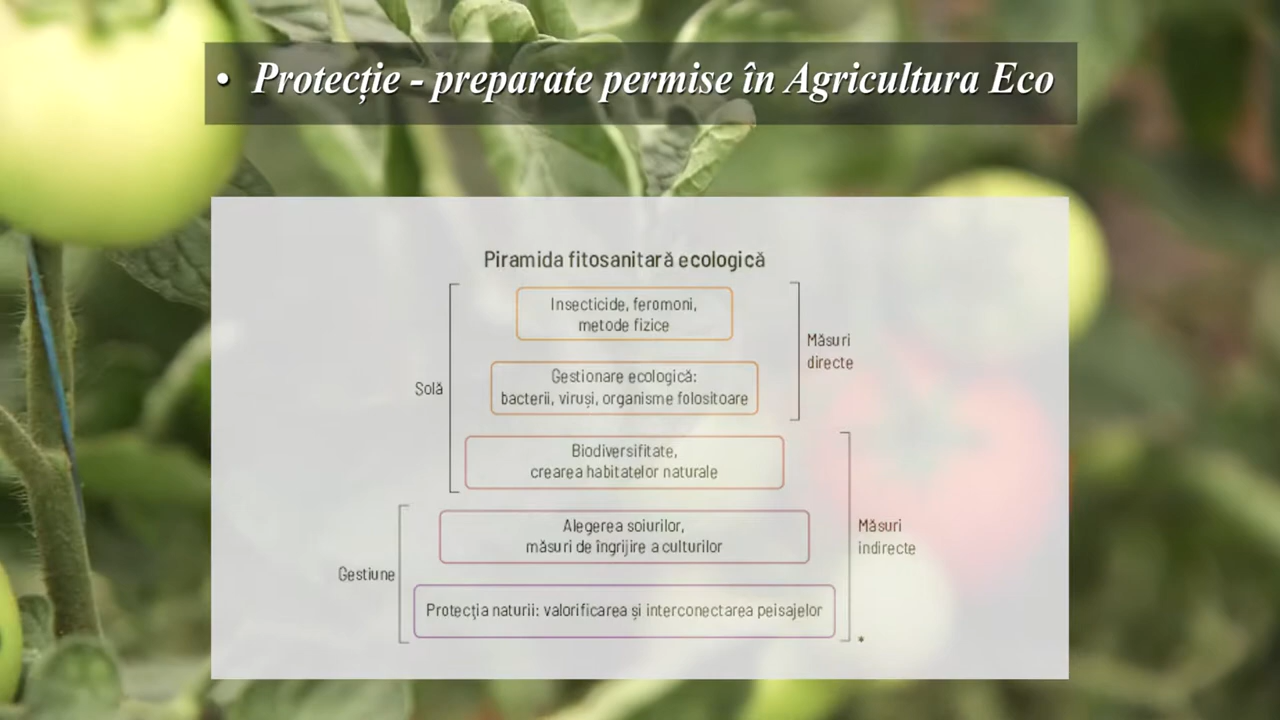 • Protecție - preparate permise în Agricultura Eco
Piramida fitosanitară ecologică
Insecticide, feromoni,
metode fizice
Măsuri
directe
Gestionare ecologică:
bacterii, viruși, organisme folositoare
Solă
Biodiversifitate,
crearea habitatelor naturale
Alegerea soiurilor,
măsuri de îngrijire a culturilor
Măsuri
indirecte
Gestiune
Protecţia naturii: valorificarea și interconectarea peisajelor